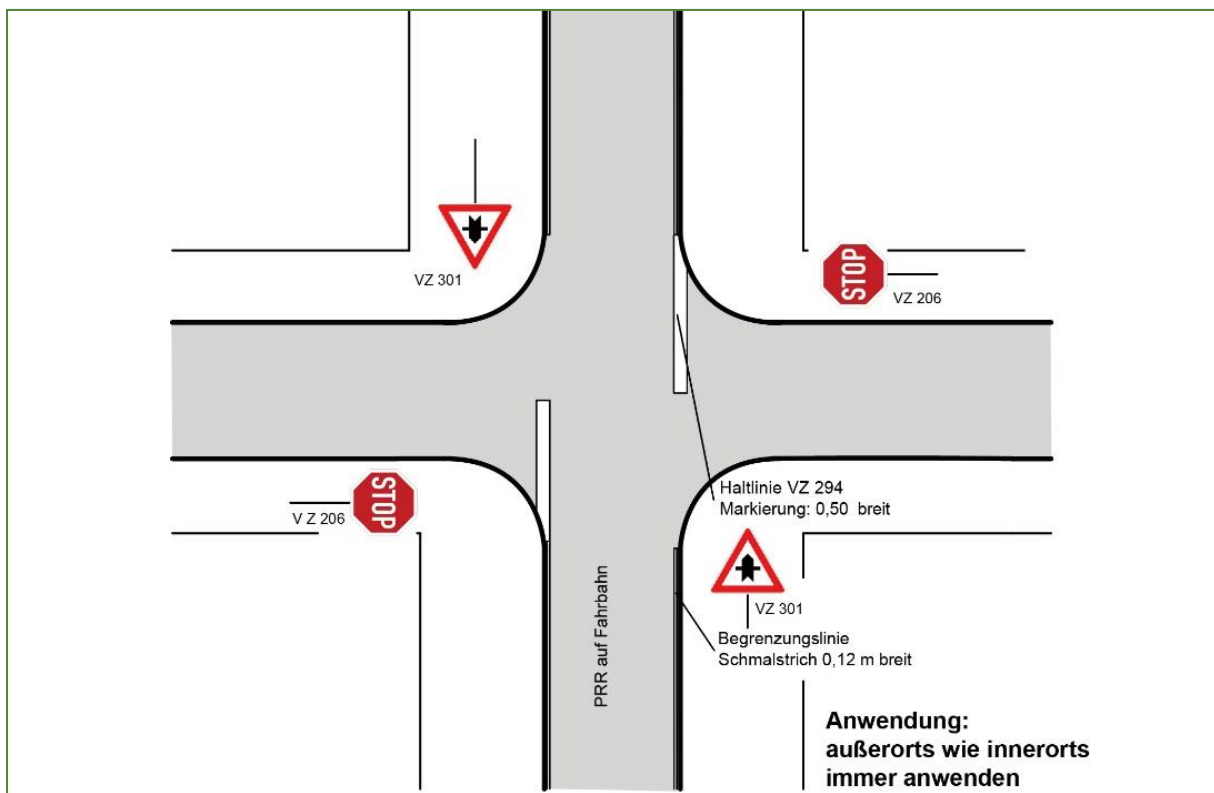 VZ 301
STOP
VZ 206
STOP
V Z 206
Haltlinie VZ 294
Markierung: 0,50  breit
PRR auf Fahrbahn
VZ 301
Begrenzungslinie
Schmalstrich 0,12 m breit
Anwendung:
außerorts wie innerorts
immer anwenden